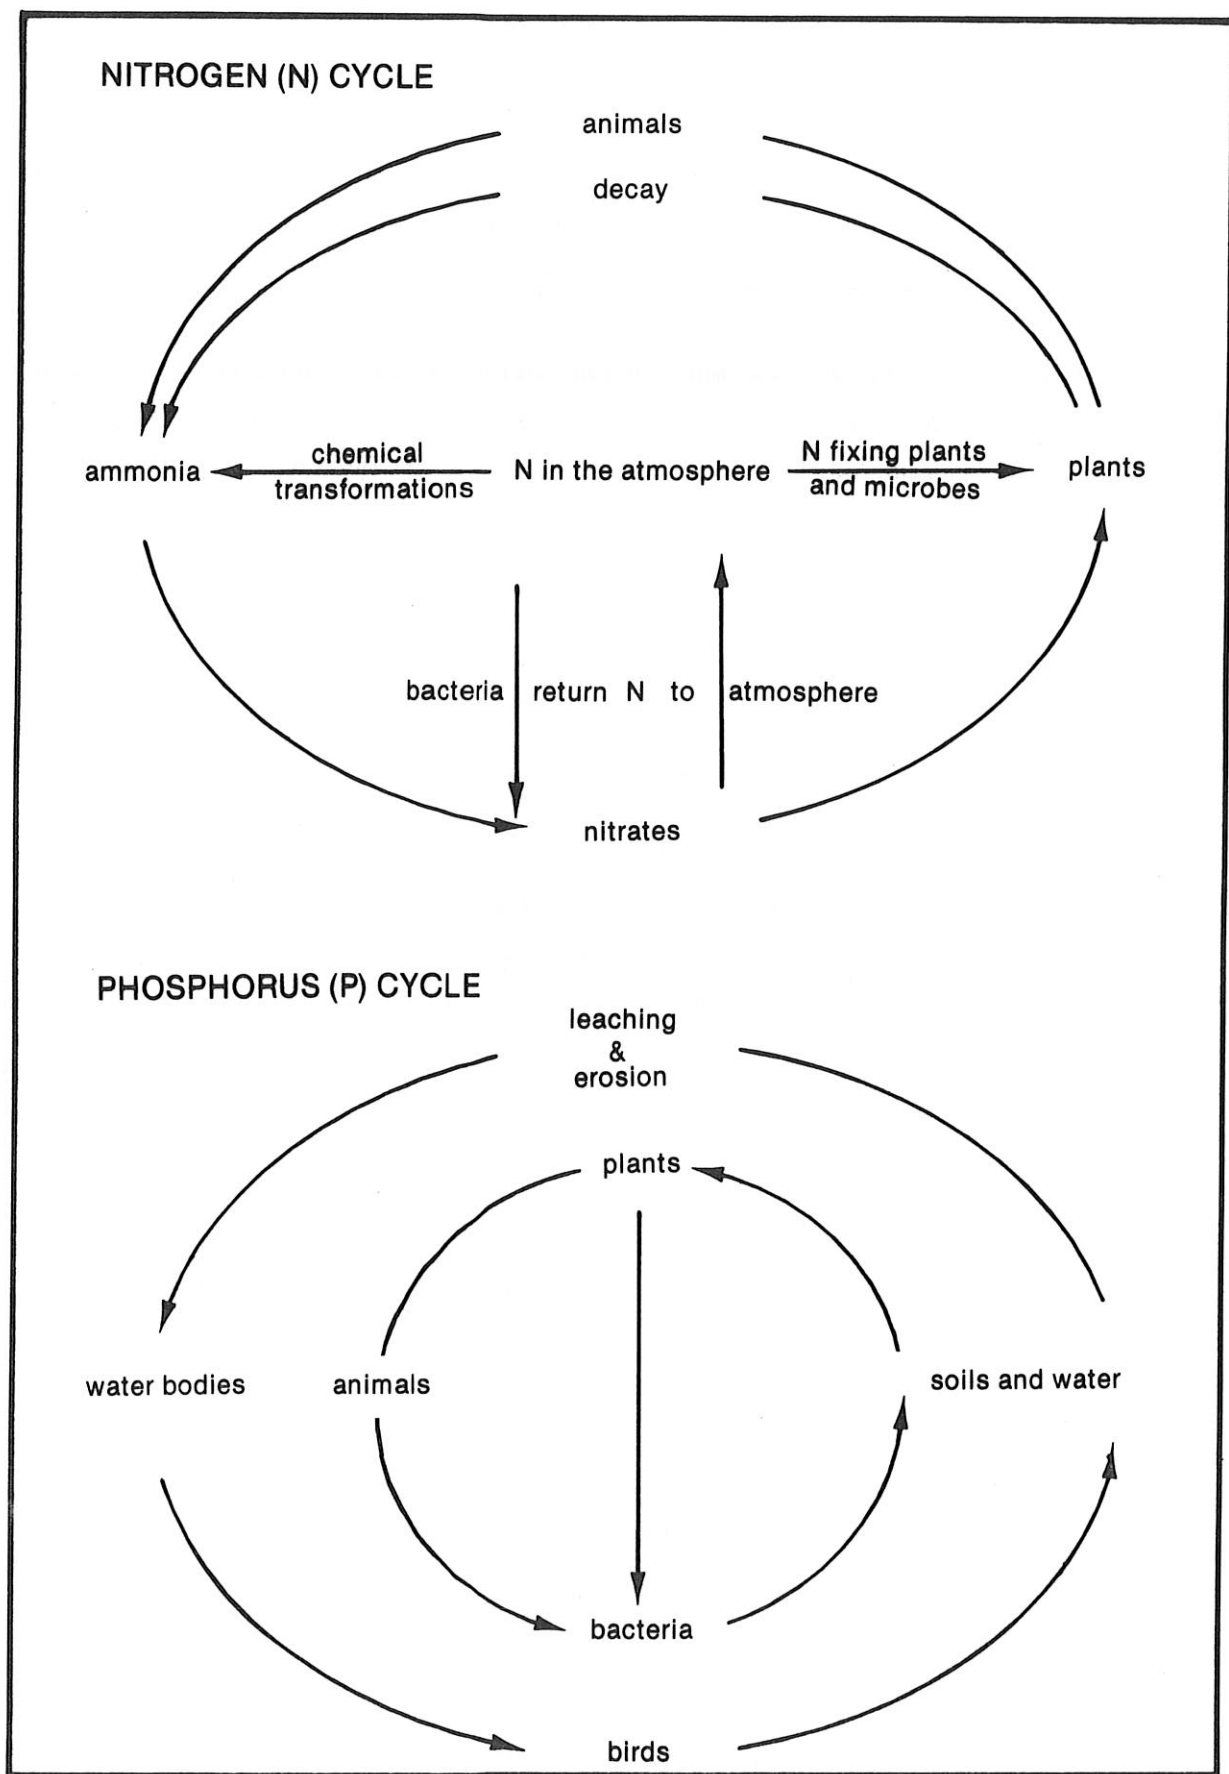 NITROGEN (N) CYCLE
animals
decay
ammonia
chemical
transformations
N in the atmosphere
N fixing plants
and microbes
plants
bacteria return N to atmosphere
nitrates
PHOSPHORUS (P) CYCLE
leaching
&
erosion
plants
water bodies
animals
soils and water
bacteria
birds